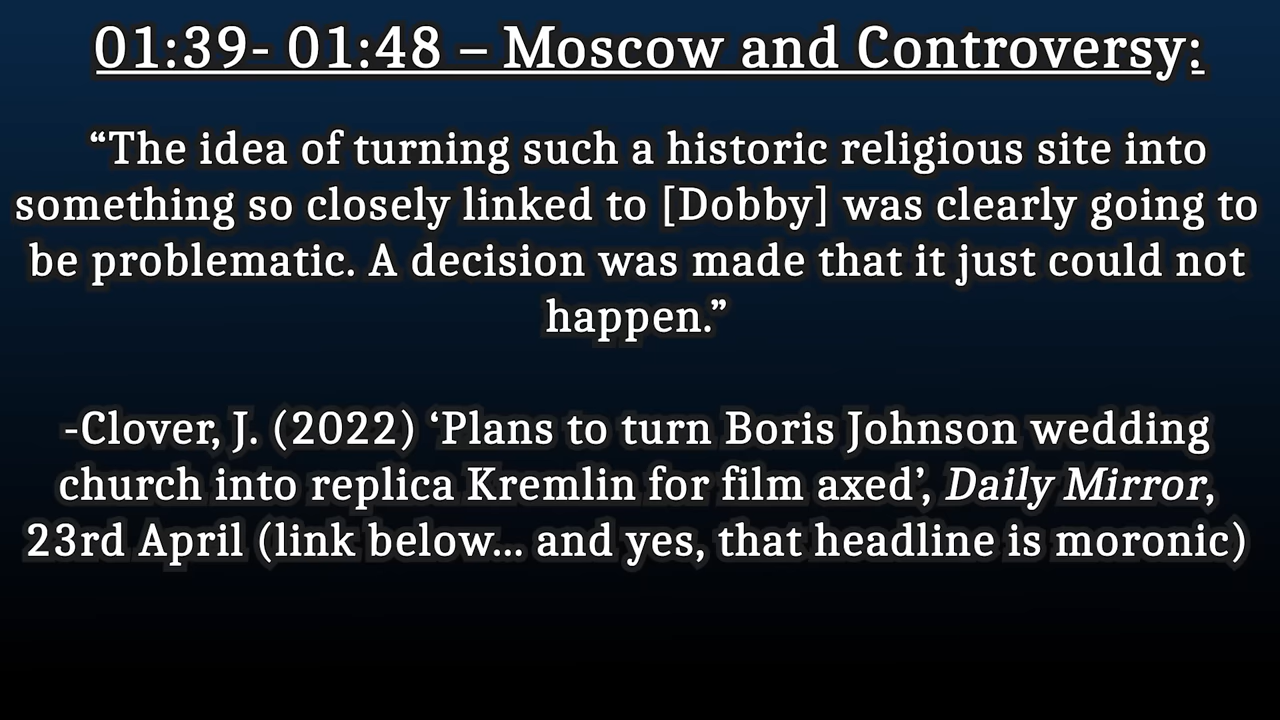 01:39- 01:48 – Moscow and Controversy:
“The idea of turning such a historic religious site into
something so closely linked to [Dobby] was clearly going to
be problematic. A decision was made that it just could not
happen.”
-Clover, J. (2022) ‘Plans to turn Boris Johnson wedding
church into replica Kremlin for film axed’, Daily Mirror,
23rd April (link below... and yes, that headline is moronic)